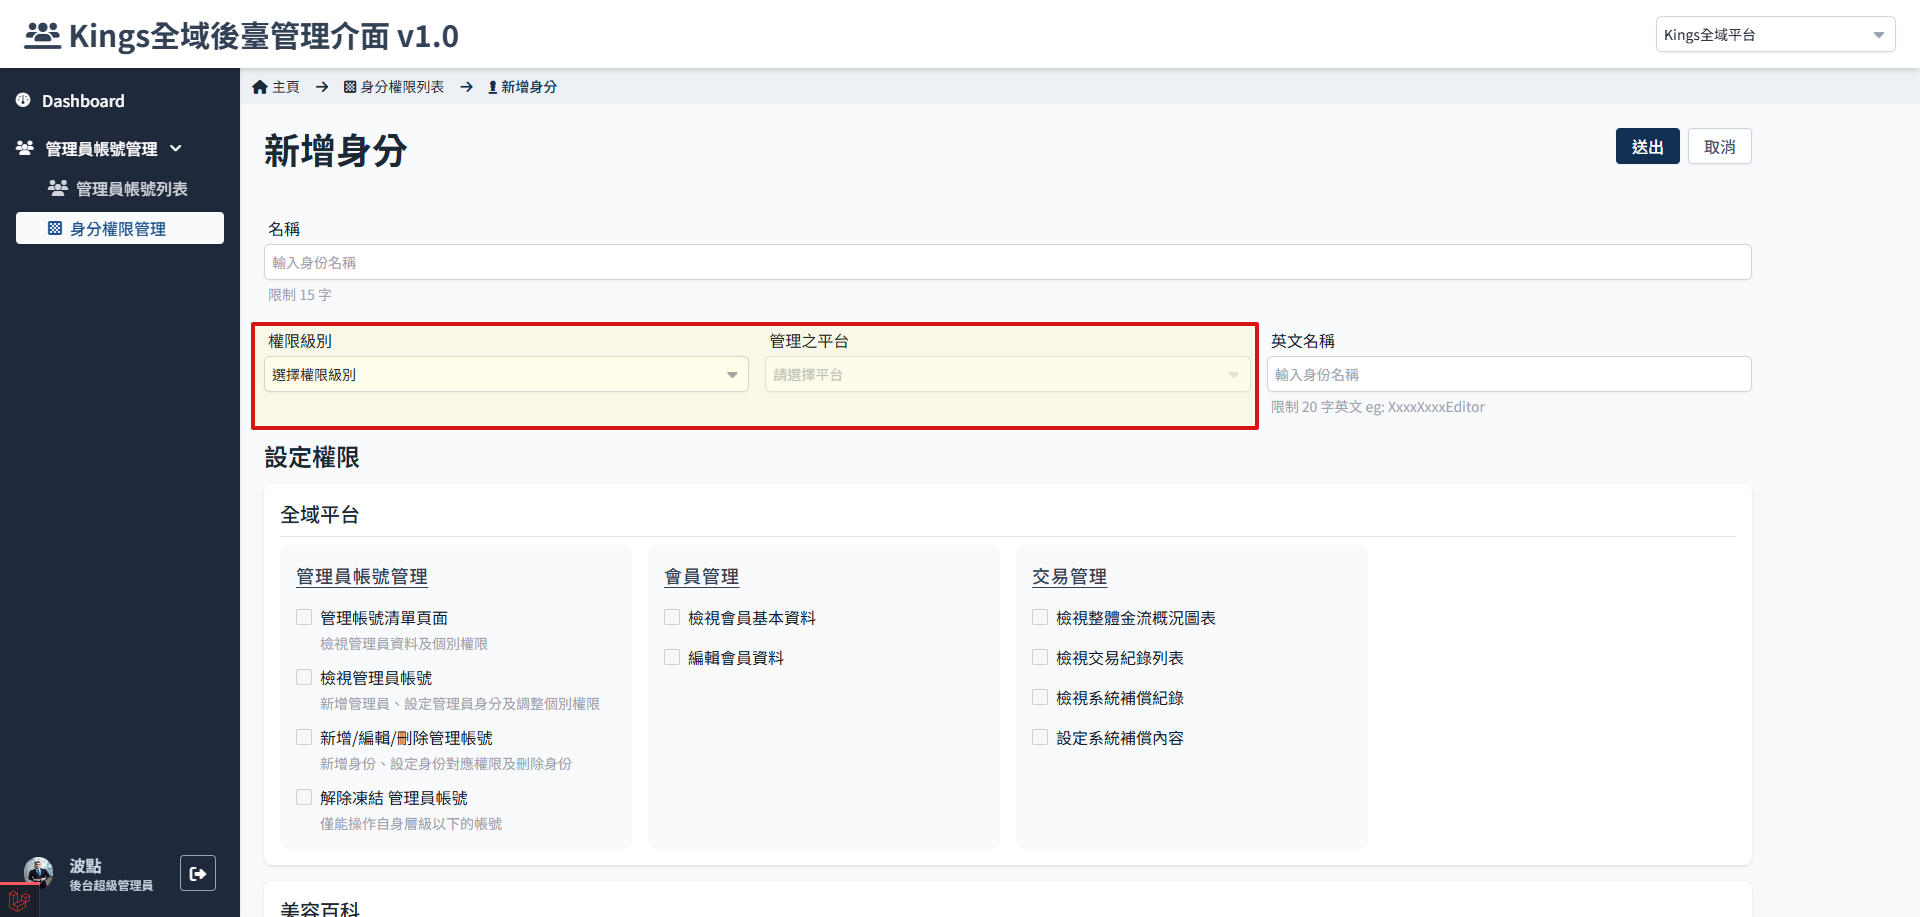 Kings全域後臺管理介面 v1.0
Kings全域平台
Dashboard
管理員帳號管理
管理員帳號列表
身分權限管理
主頁 → 身分權限列表 → 新增身分
新增身分
送出
取消
名稱
輸入身份名稱
限制 15 字
權限級別
選擇權限級別
管理之平台
請選擇平台
英文名稱
輸入身份名稱
限制 20 字英文 eg: XxxxXxxxEditor
設定權限
全域平台
管理員帳號管理
管理帳號清單頁面
檢視管理員資料及個別權限
檢視管理員帳號
新增管理員、設定管理員身分及調整個別權限
新增/編輯/刪除管理帳號
新增身份、設定身份對應權限及刪除身份
解除凍結 管理員帳號
僅能操作自身層級以下的帳號
會員管理
檢視會員基本資料
編輯會員資料
交易管理
檢視整體金流概況圖表
檢視交易紀錄列表
檢視系統補償紀錄
設定系統補償內容
美容百科
波點
後台超級管理員